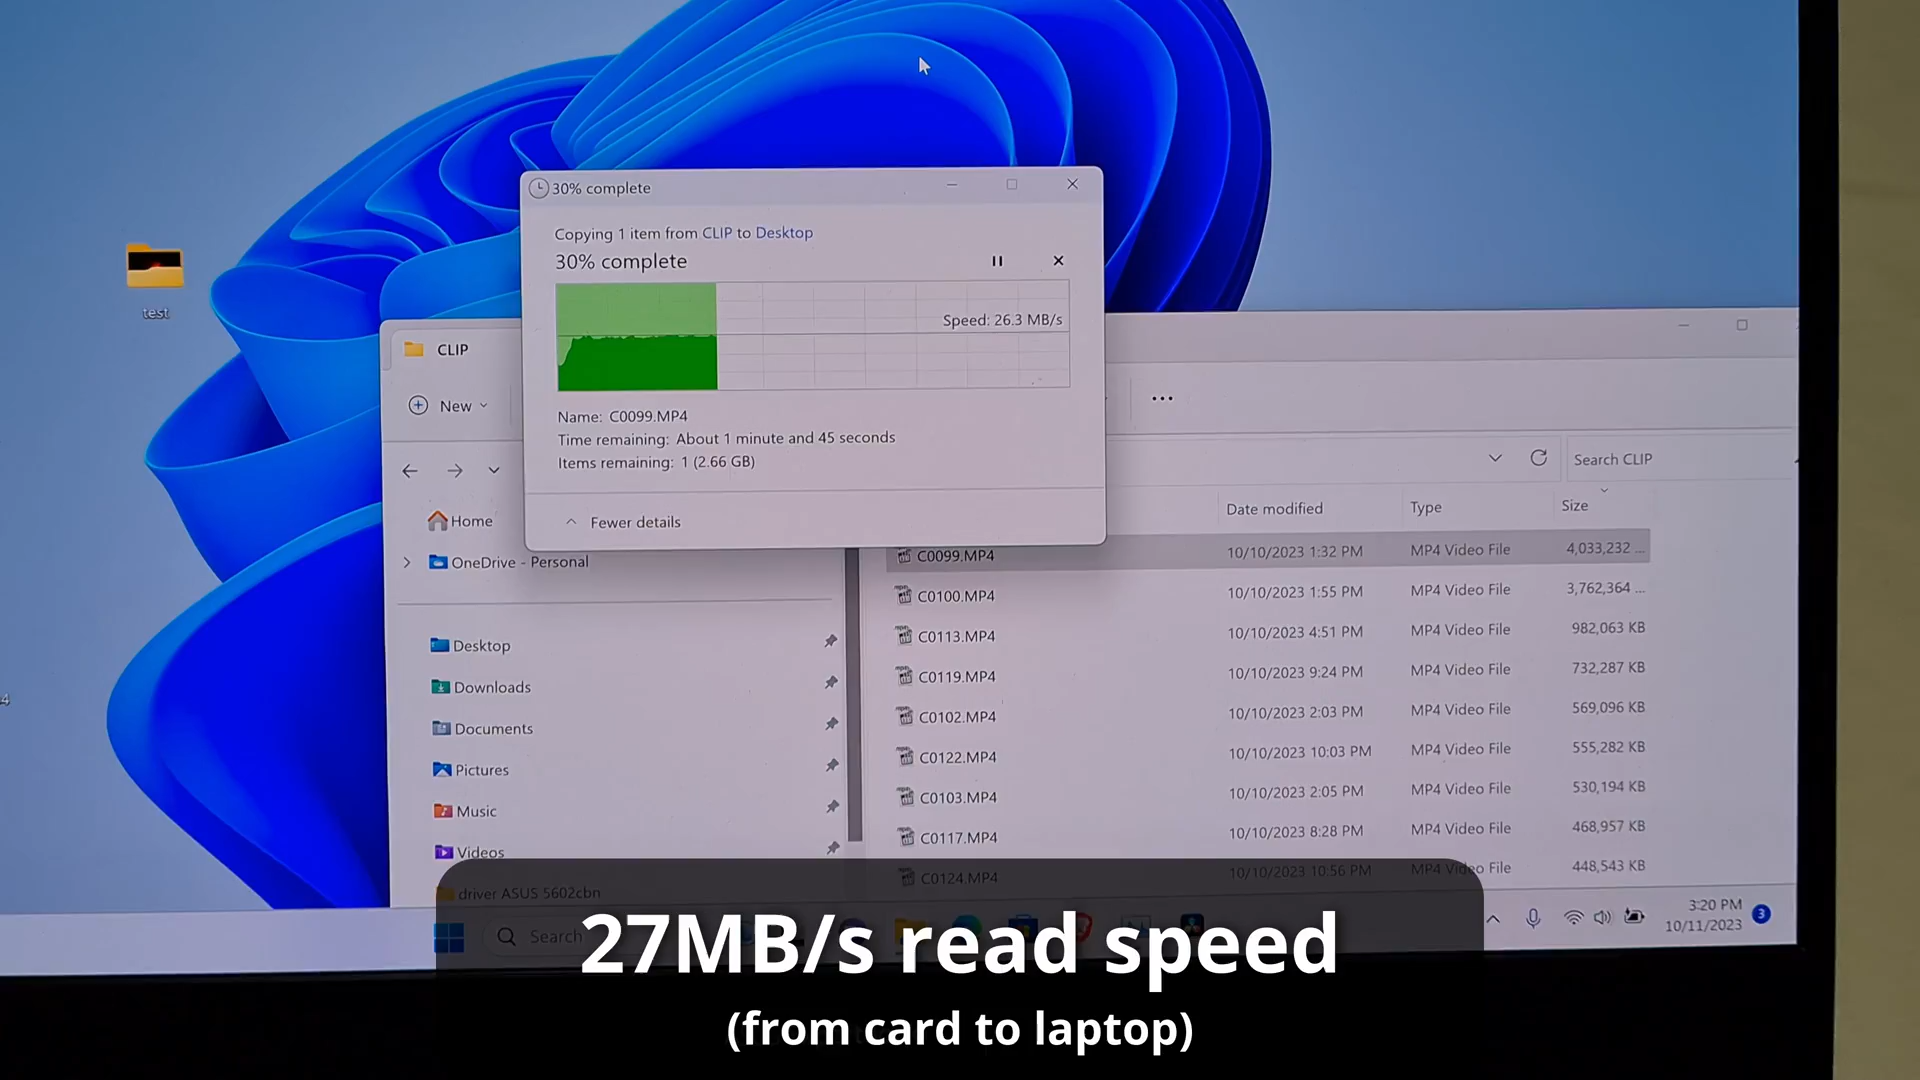 30% complete
Copying 1 item from CLIP to Desktop
30% complete
Speed: 26.3 MB/s
Name: C0099.MP4
Time remaining: About 1 minute and 45 seconds
Items remaining: 1 (2.66 GB)
Fewer details
test
4
CLIP
New
Search CLIP
Home
OneDrive - Personal
Desktop
Downloads
Documents
Pictures
Music
Videos
driver ASUS 5602cbn
Date modified Type Size
C0099.MP4 10/10/2023 1:32 PM MP4 Video File 4,033,232 ...
C0100.MP4 10/10/2023 1:55 PM MP4 Video File 3,762,364 ...
C0113.MP4 10/10/2023 4:51 PM MP4 Video File 982,063 KB
C0119.MP4 10/10/2023 9:24 PM MP4 Video File 732,287 KB
C0102.MP4 10/10/2023 2:03 PM MP4 Video File 569,096 KB
C0122.MP4 10/10/2023 10:03 PM MP4 Video File 555,282 KB
C0103.MP4 10/10/2023 2:05 PM MP4 Video File 530,194 KB
C0117.MP4 10/10/2023 8:28 PM MP4 Video File 468,957 KB
C0124.MP4 10/10/2023 10:56 PM MP4 Video File 448,543 KB
Search
3:20 PM
10/11/2023
3
27MB/s read speed
(from card to laptop)